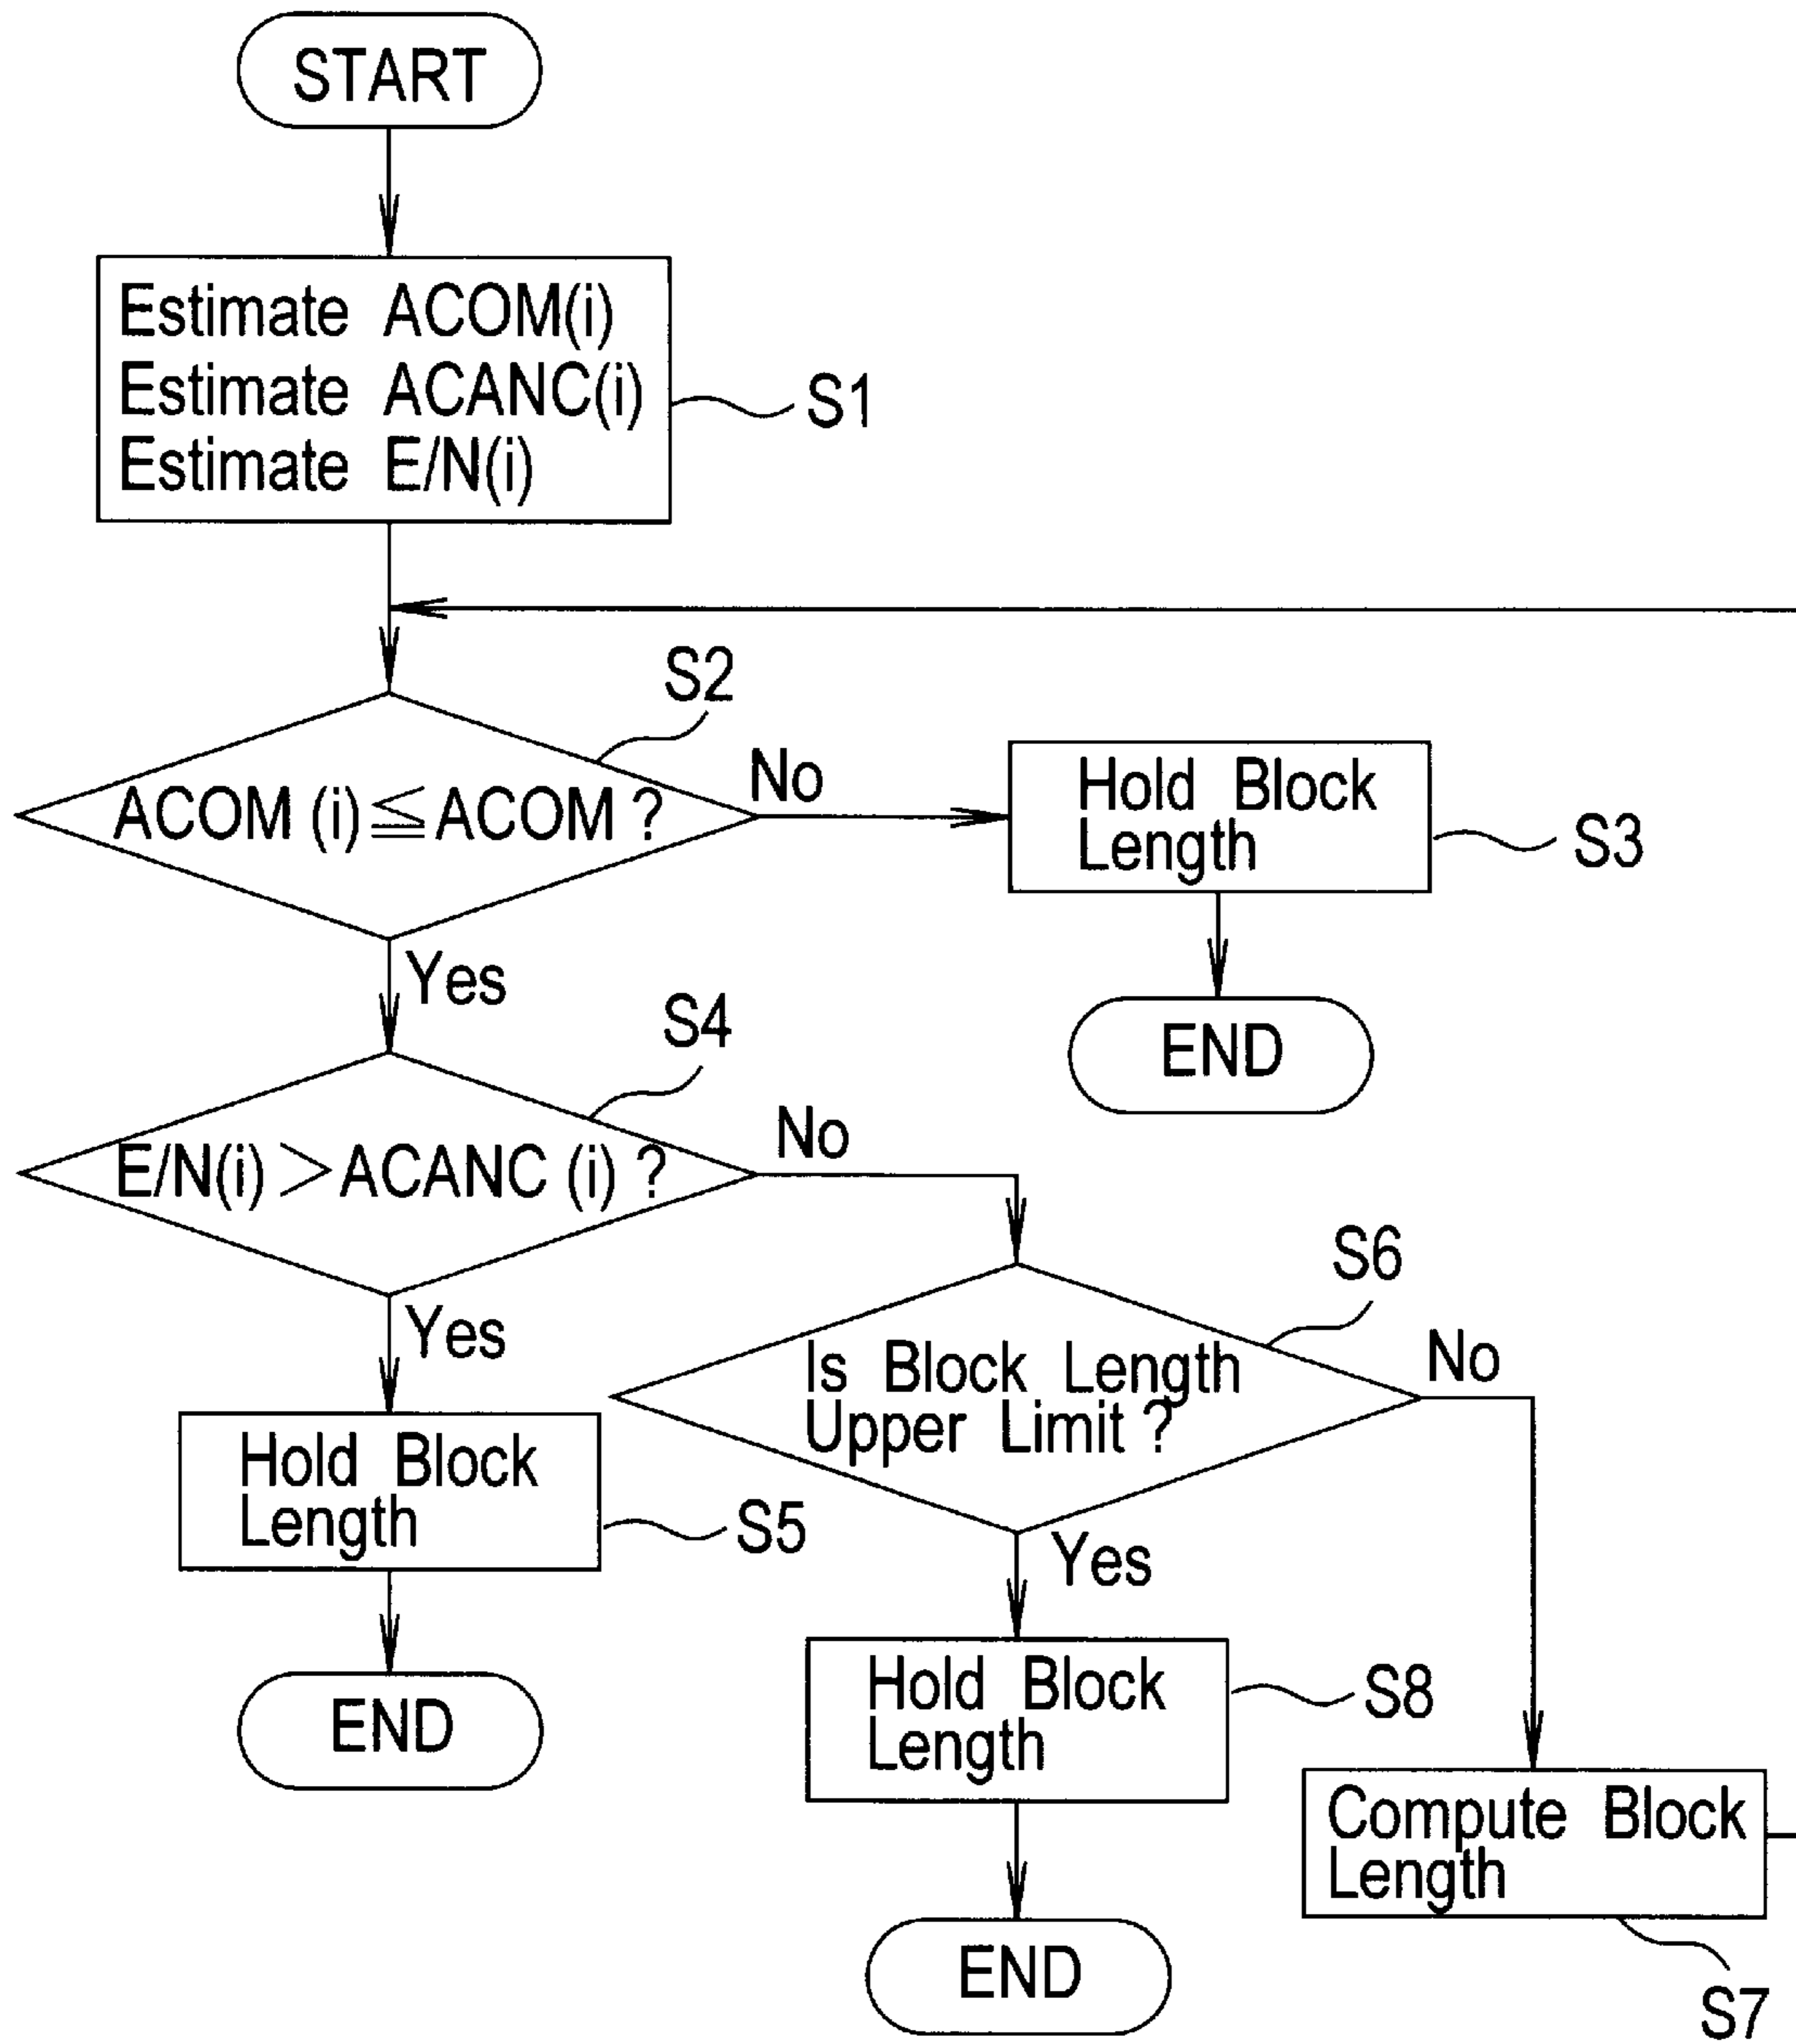 START
Estimate ACOM(i)
Estimate ACANC(i)
Estimate E/N(i)
S1
S2
ACOM (i)≦ACOM ?
No
Hold Block
Length
S3
Yes
END
S4
E/N(i)>ACANC (i) ?
No
S6
Yes
Is Block Length
Upper Limit ?
No
Hold Block
Length
S5
Yes
END
Hold Block
Length
S8
Compute Block
Length
END
S7